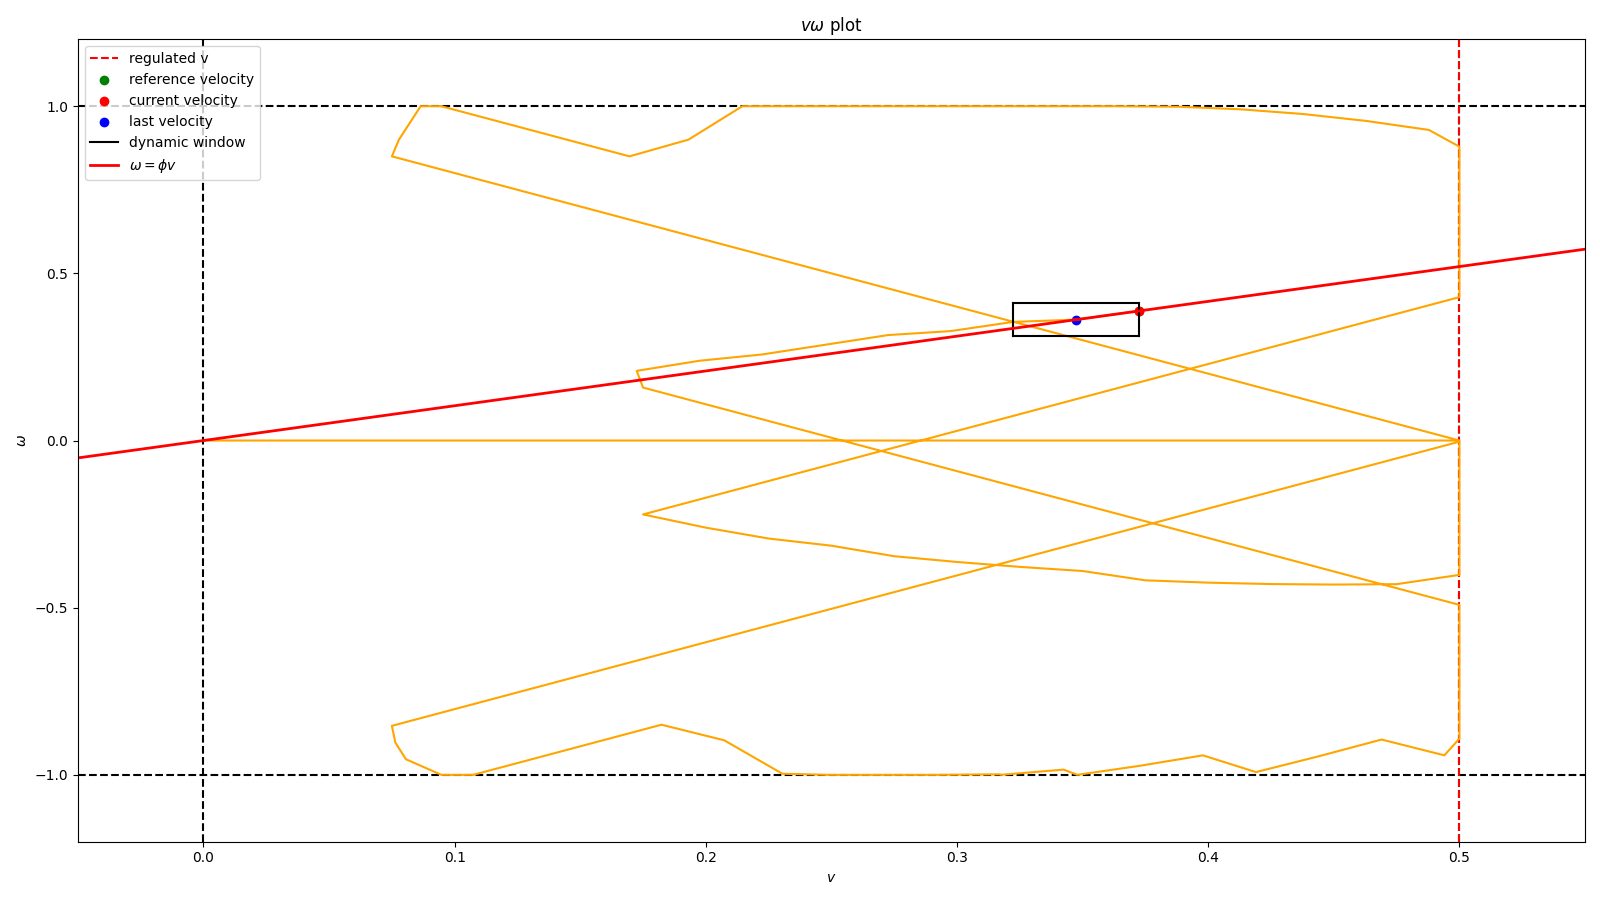 vω plot
regulated v
reference velocity
current velocity
last velocity
dynamic window
ω = ϕv
1.0
0.5
0.0
−0.5
−1.0
ω
0.0 0.1 0.2 0.3 0.4 0.5
v